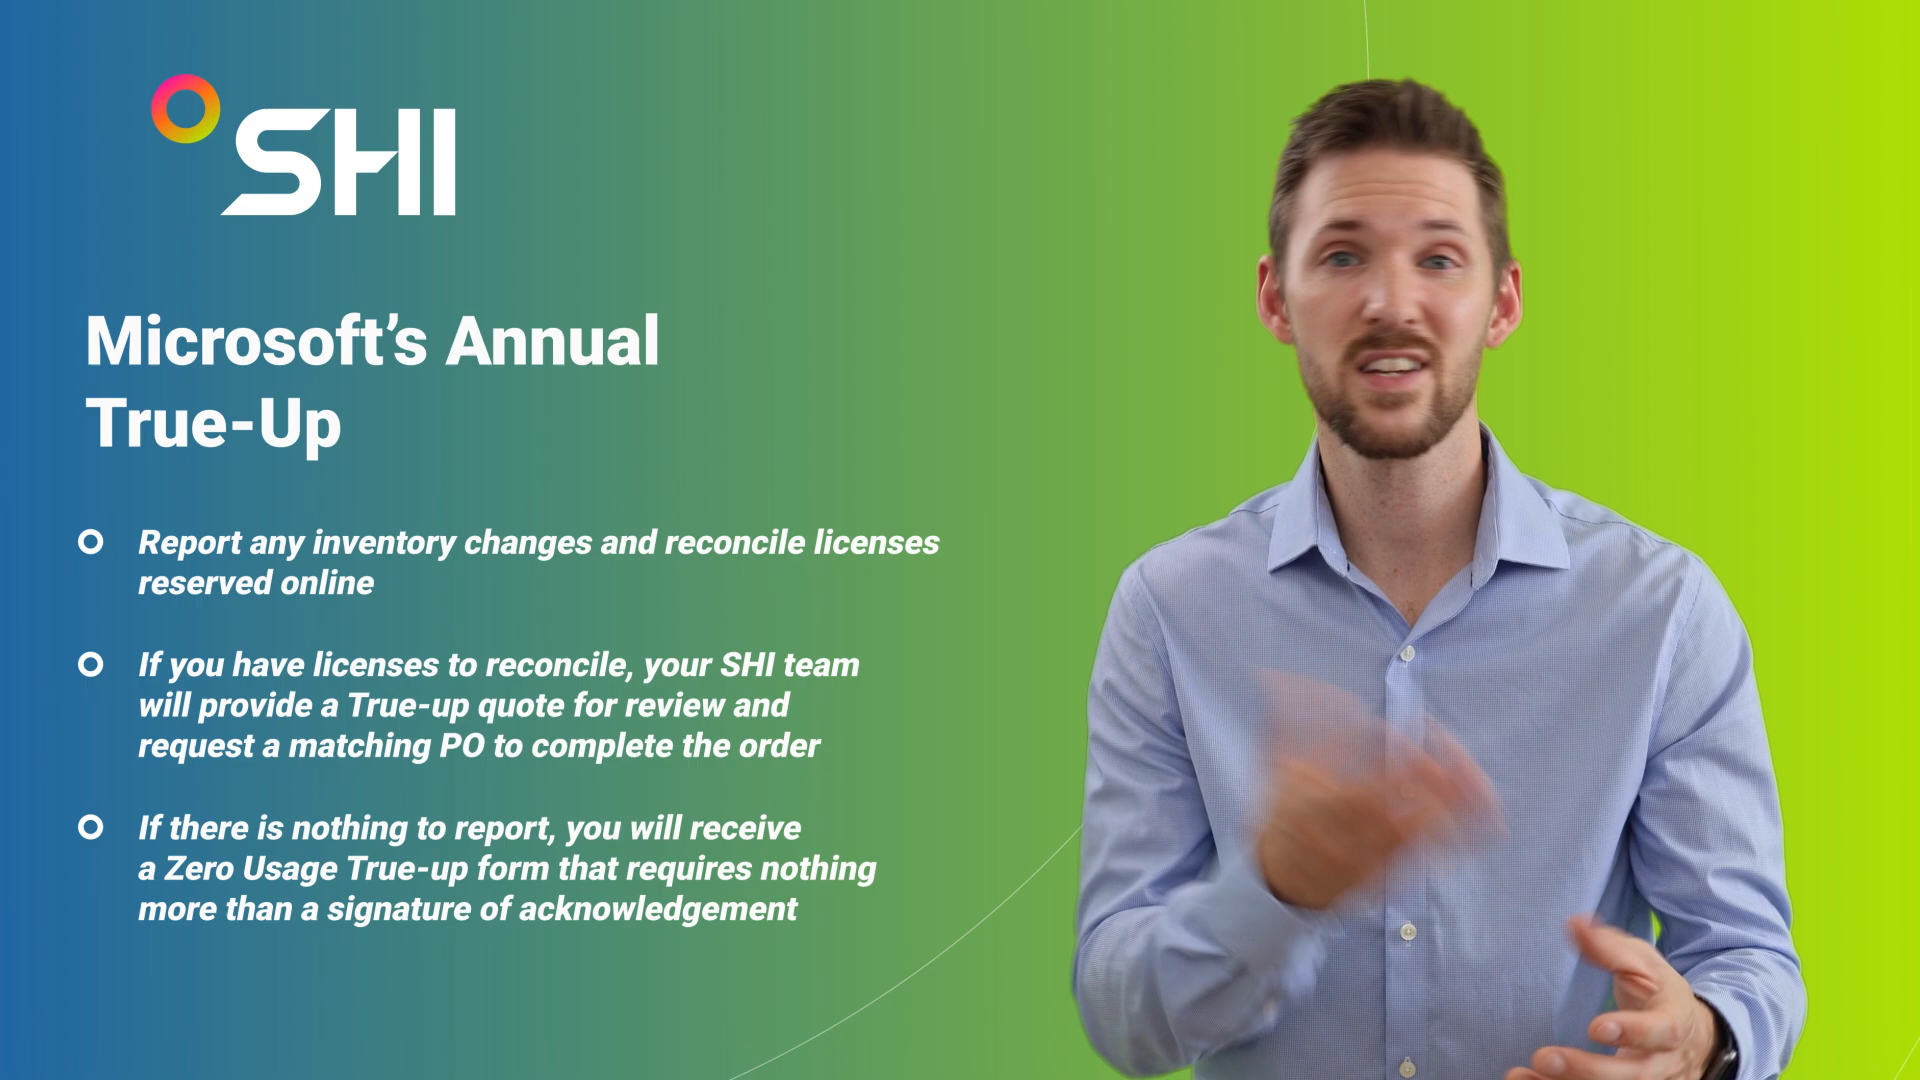 SHI
Microsoft’s Annual
True-Up
Report any inventory changes and reconcile licenses
reserved online
If you have licenses to reconcile, your SHI team
will provide a True-up quote for review and
request a matching PO to complete the order
If there is nothing to report, you will receive
a Zero Usage True-up form that requires nothing
more than a signature of acknowledgement